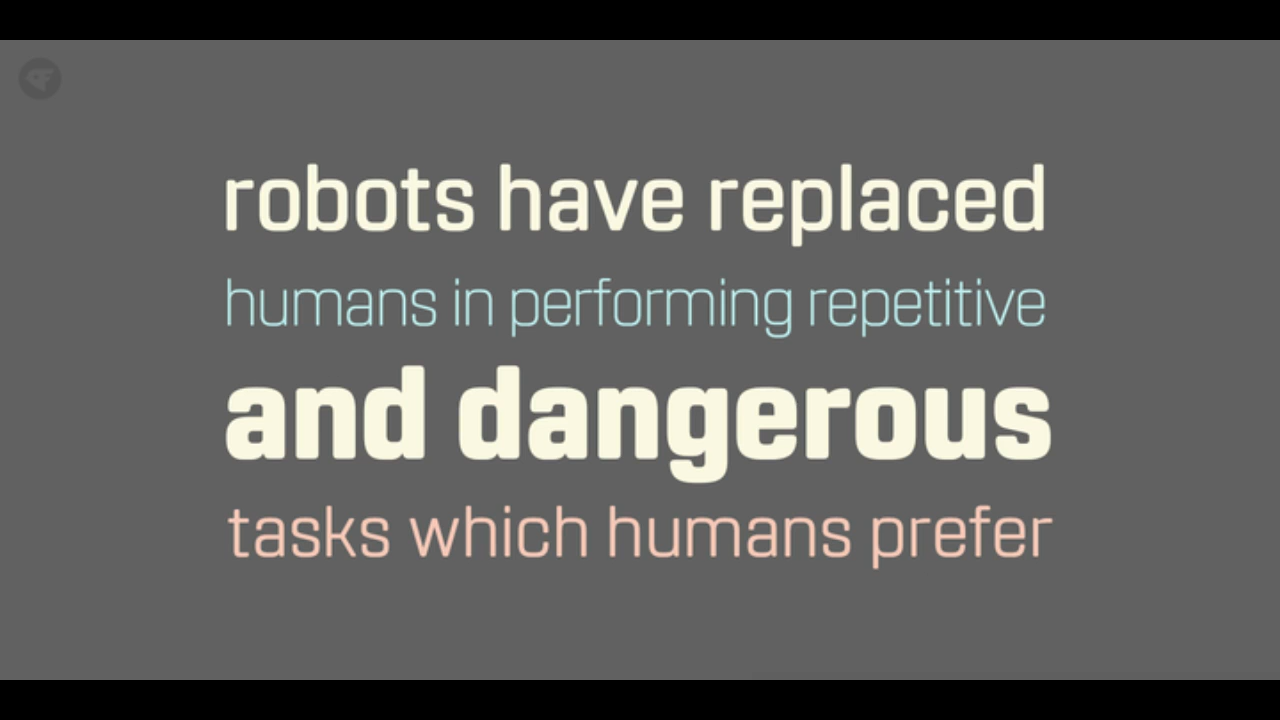 robots have replaced
humans in performing repetitive
and dangerous
tasks which humans prefer